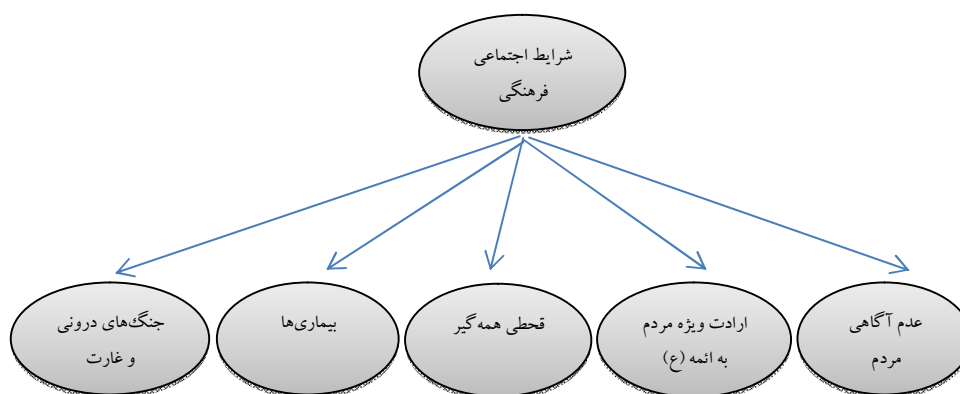 شرایط اجتماعی
فرهنگی
عدم آگاهی
مردم
ارادت ویژه مردم
به ائمه (ع)
قحطی همه‌گیر
بیماری‌ها
جنگ‌های درونی
و غارت